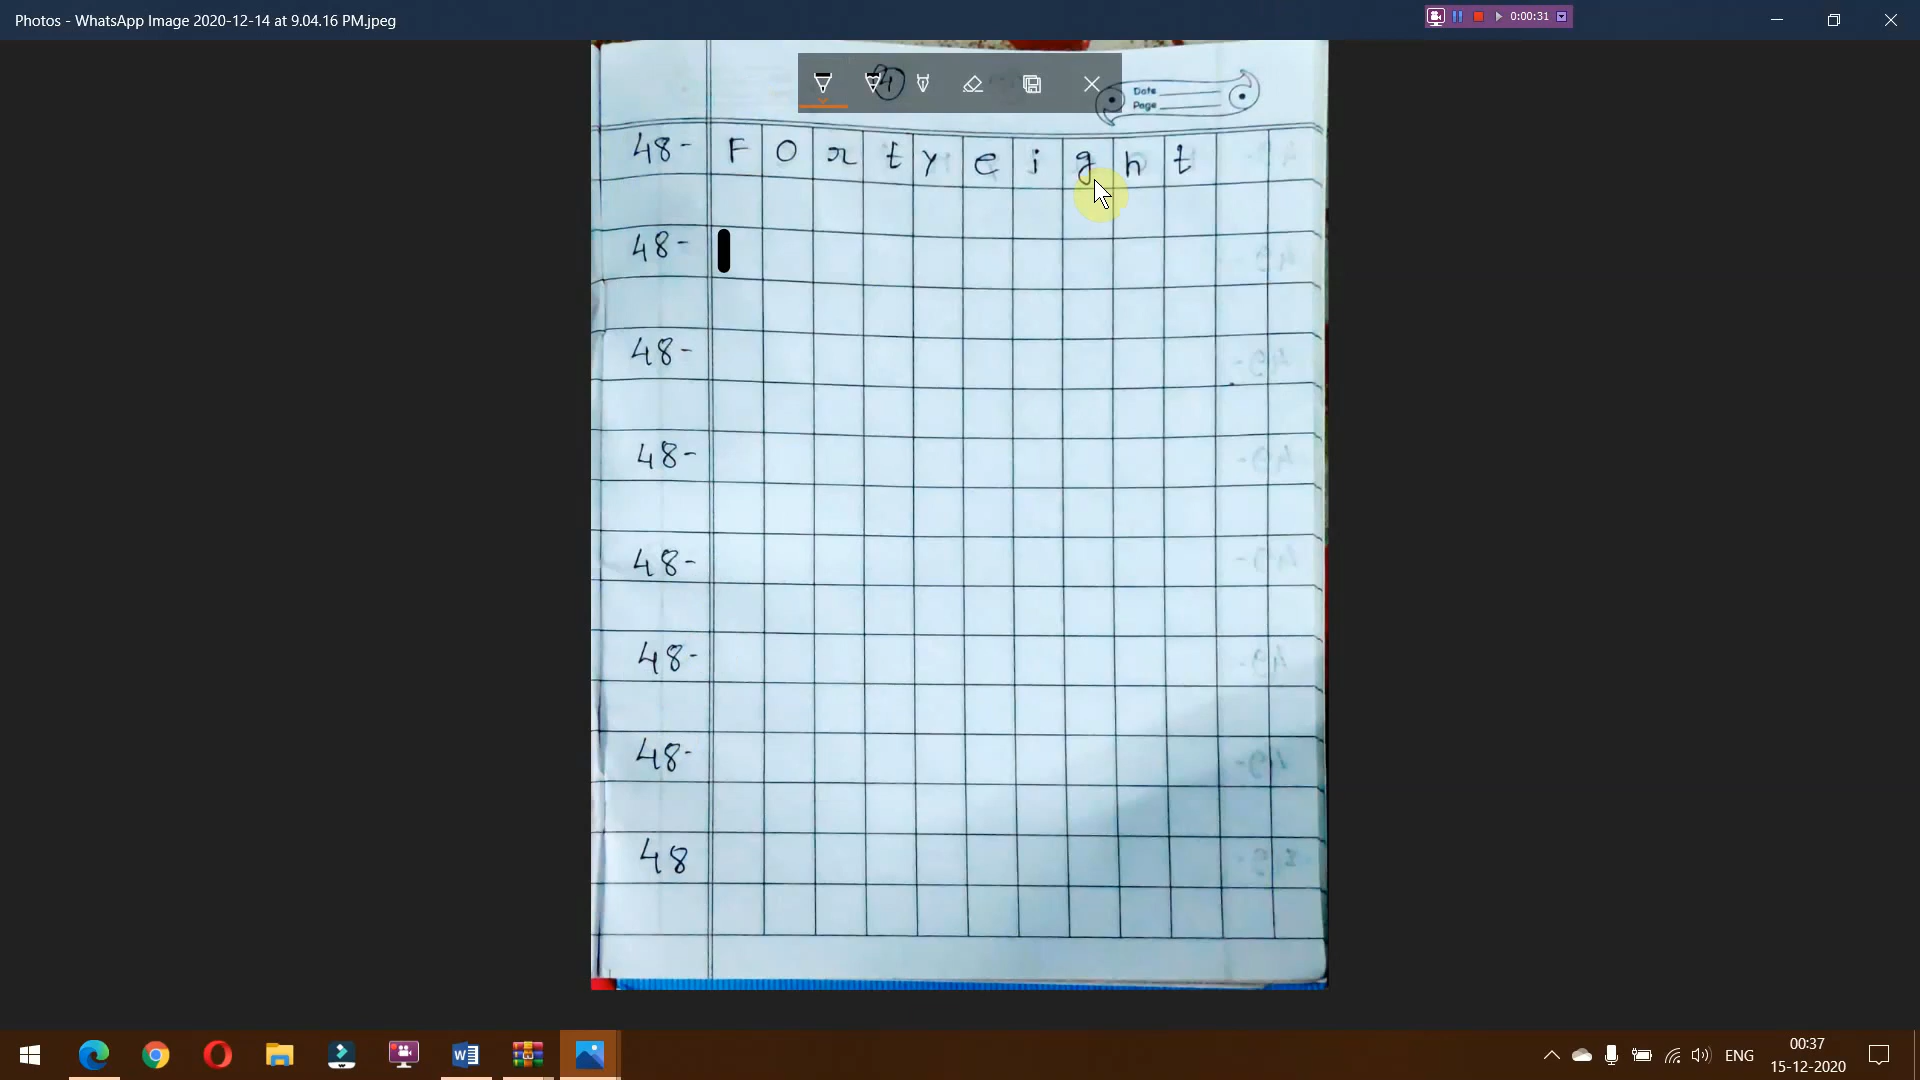 Photos - WhatsApp Image 2020-12-14 at 9.04.16 PM.jpeg
0:00:31
Date
Page
48- F O r t y e i g h t
48-
48-
48-
48-
48-
48-
48
ENG
00:37
15-12-2020